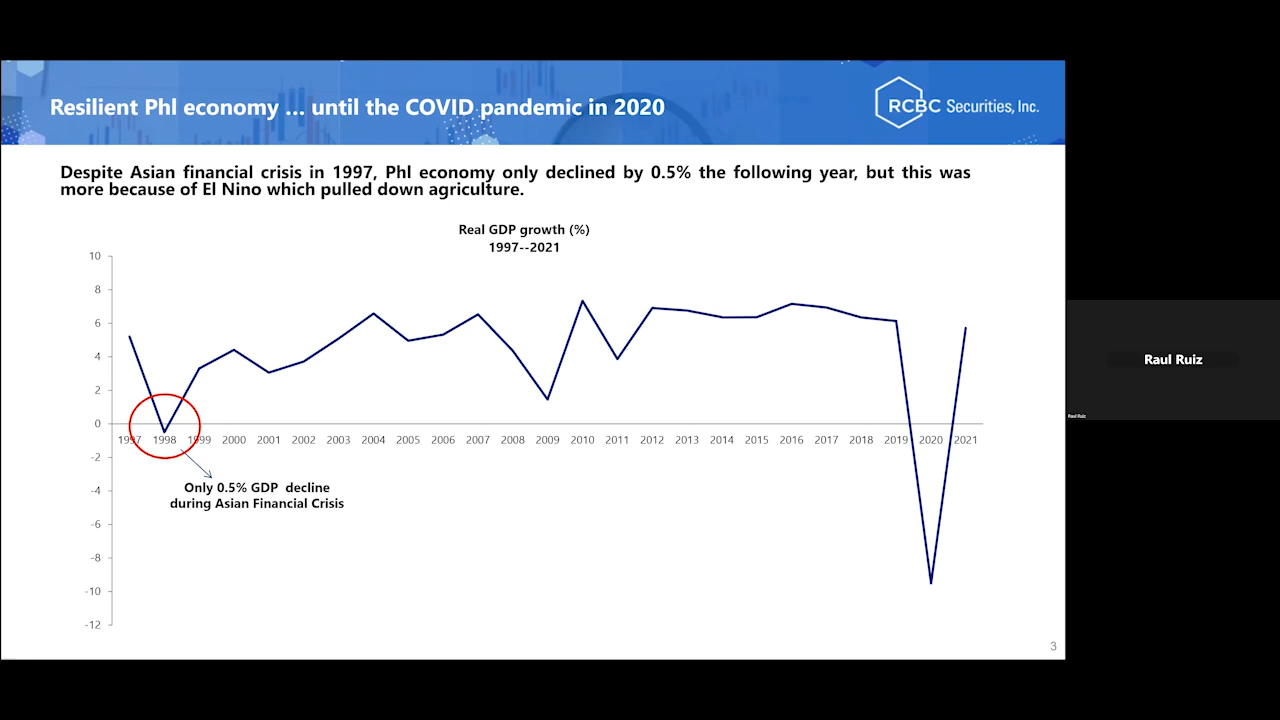 Resilient Phl economy ... until the COVID pandemic in 2020
RCBC Securities, Inc.
Despite Asian financial crisis in 1997, Phl economy only declined by 0.5% the following year, but this was
more because of El Nino which pulled down agriculture.
Real GDP growth (%)
1997--2021
10
8
6
4
2
0
-2
-4
-6
-8
-10
-12
1997 1998 1999 2000 2001 2002 2003 2004 2005 2006 2007 2008 2009 2010 2011 2012 2013 2014 2015 2016 2017 2018 2019 2020 2021
Only 0.5% GDP decline
during Asian Financial Crisis
3
Raul Ruiz
Raul Ruiz